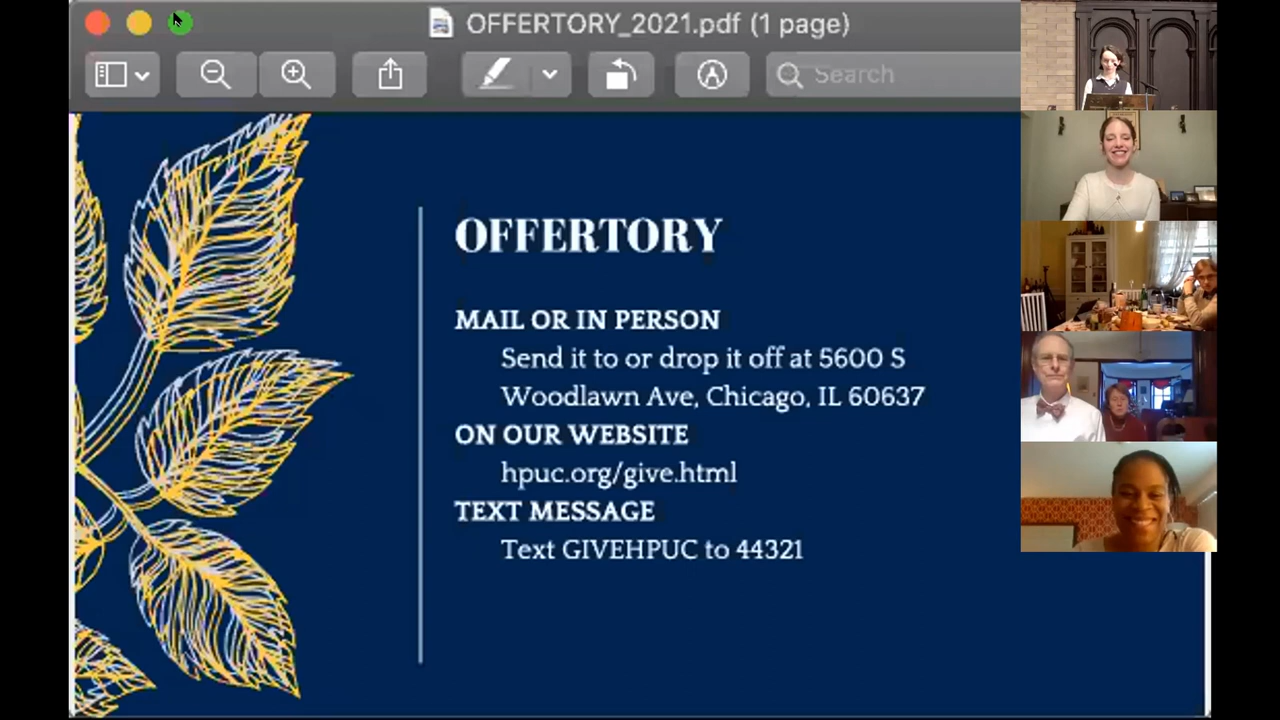 OFFERTORY_2021.pdf (1 page)
Search
OFFERTORY
MAIL OR IN PERSON
Send it to or drop it off at 5600 S
Woodlawn Ave, Chicago, IL 60637
ON OUR WEBSITE
hpuc.org/give.html
TEXT MESSAGE
Text GIVEHPUC to 44321